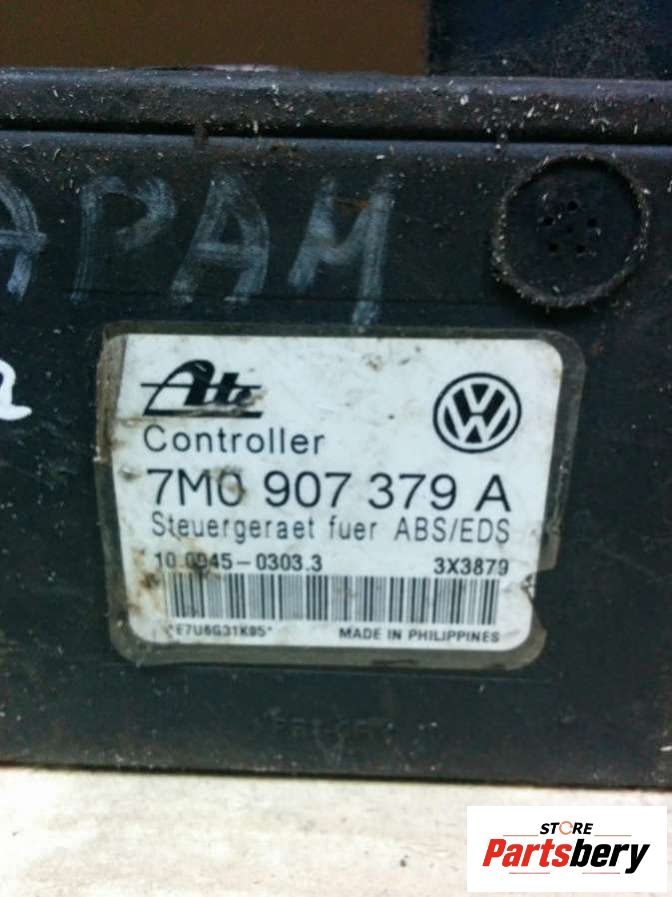 APAM
Ate
Controller
7M0 907 379 A
Steuergeraet fuer ABS/EDS
10.0945-0303.3 3X3879
*E7U6G31K95*
MADE IN PHILIPPINES
STORE
Partsbery